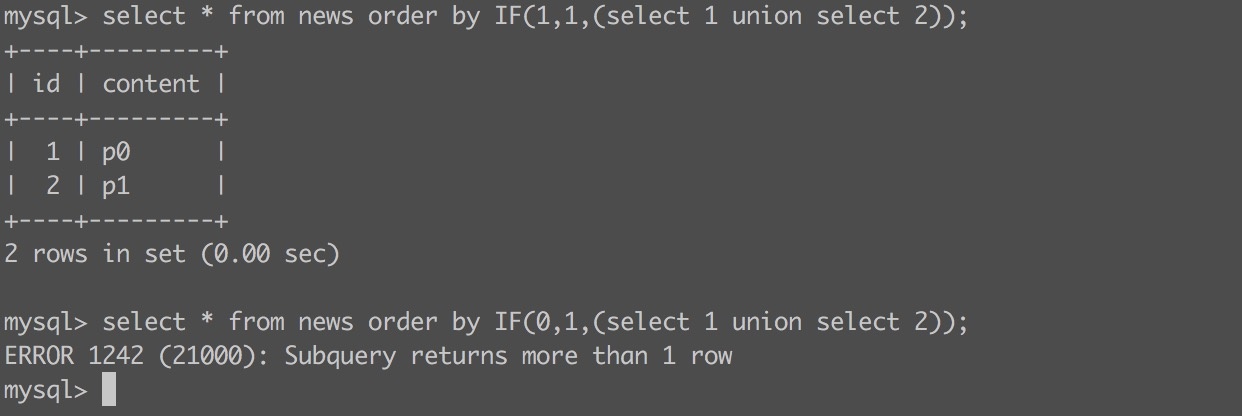 mysql> select * from news order by IF(1,1,(select 1 union select 2));
+----+---------+
| id | content |
+----+---------+
|  1 | p0      |
|  2 | p1      |
+----+---------+
2 rows in set (0.00 sec)

mysql> select * from news order by IF(0,1,(select 1 union select 2));
ERROR 1242 (21000): Subquery returns more than 1 row
mysql>